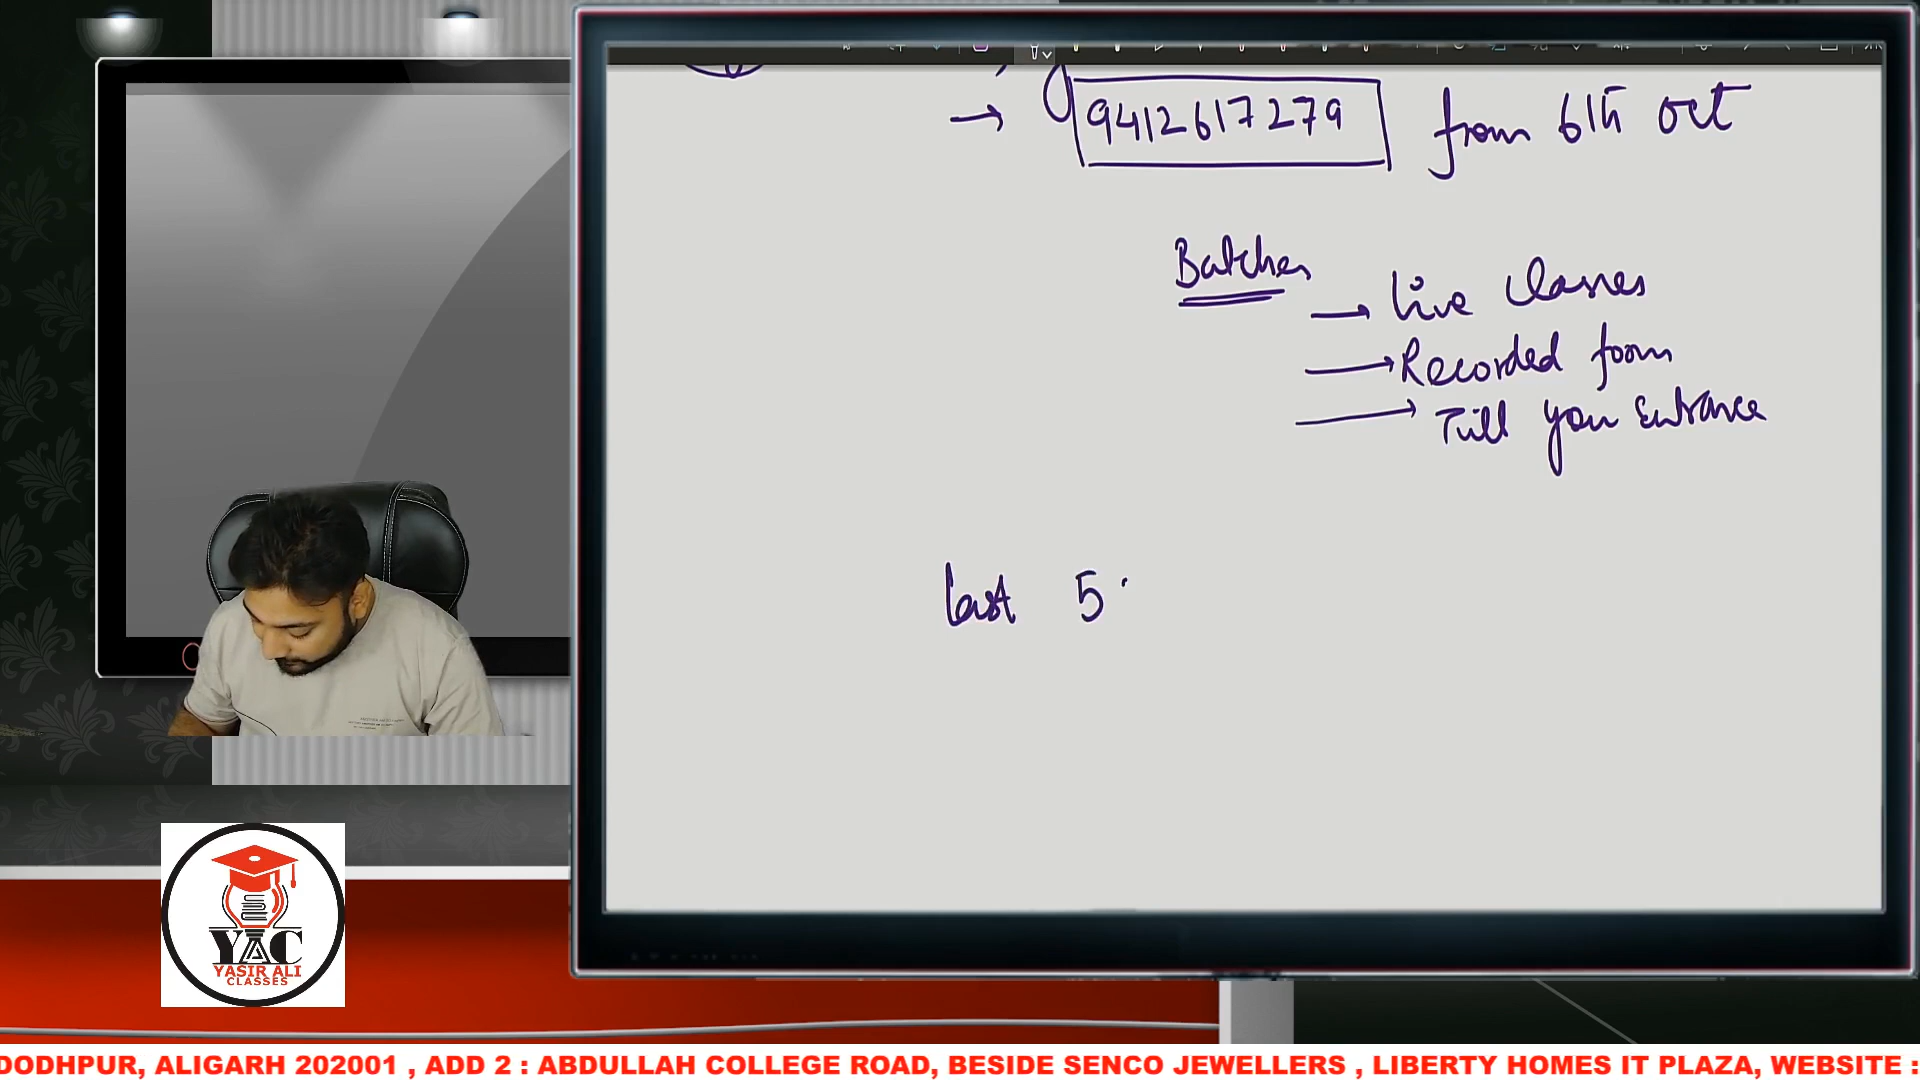 → 9412617279 from 6th oct
Batches
→ Live Classes
→ Recorded form
→ Till your Entrance
last 5
YAC
YASIR ALI
CLASSES
DODHPUR, ALIGARH 202001 , ADD 2 : ABDULLAH COLLEGE ROAD, BESIDE SENCO JEWELLERS , LIBERTY HOMES IT PLAZA, WEBSITE :